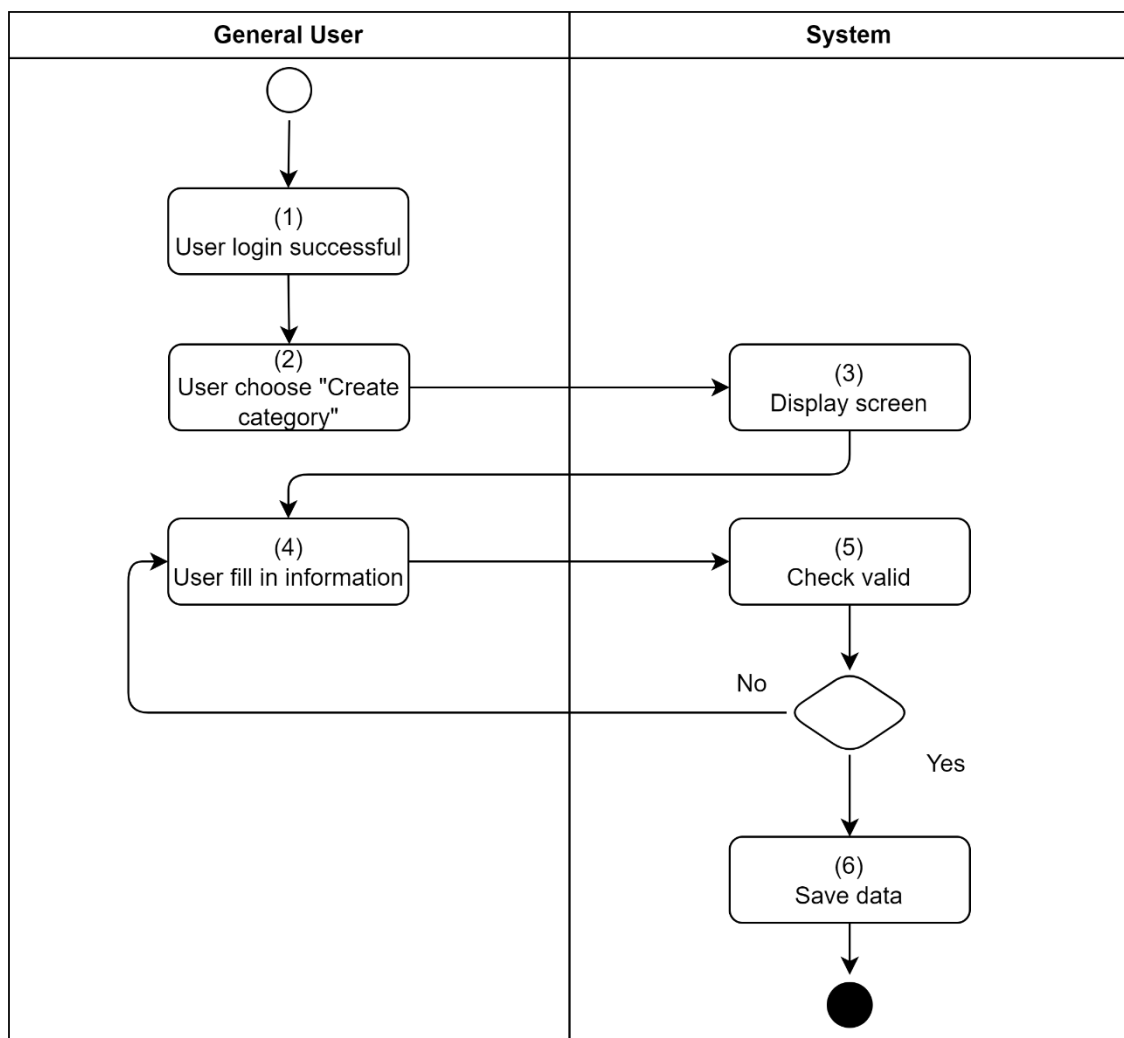 General User
System
(1)
User login successful
(2)
User choose "Create
category"
(3)
Display screen
(4)
User fill in information
(5)
Check valid
No
Yes
(6)
Save data